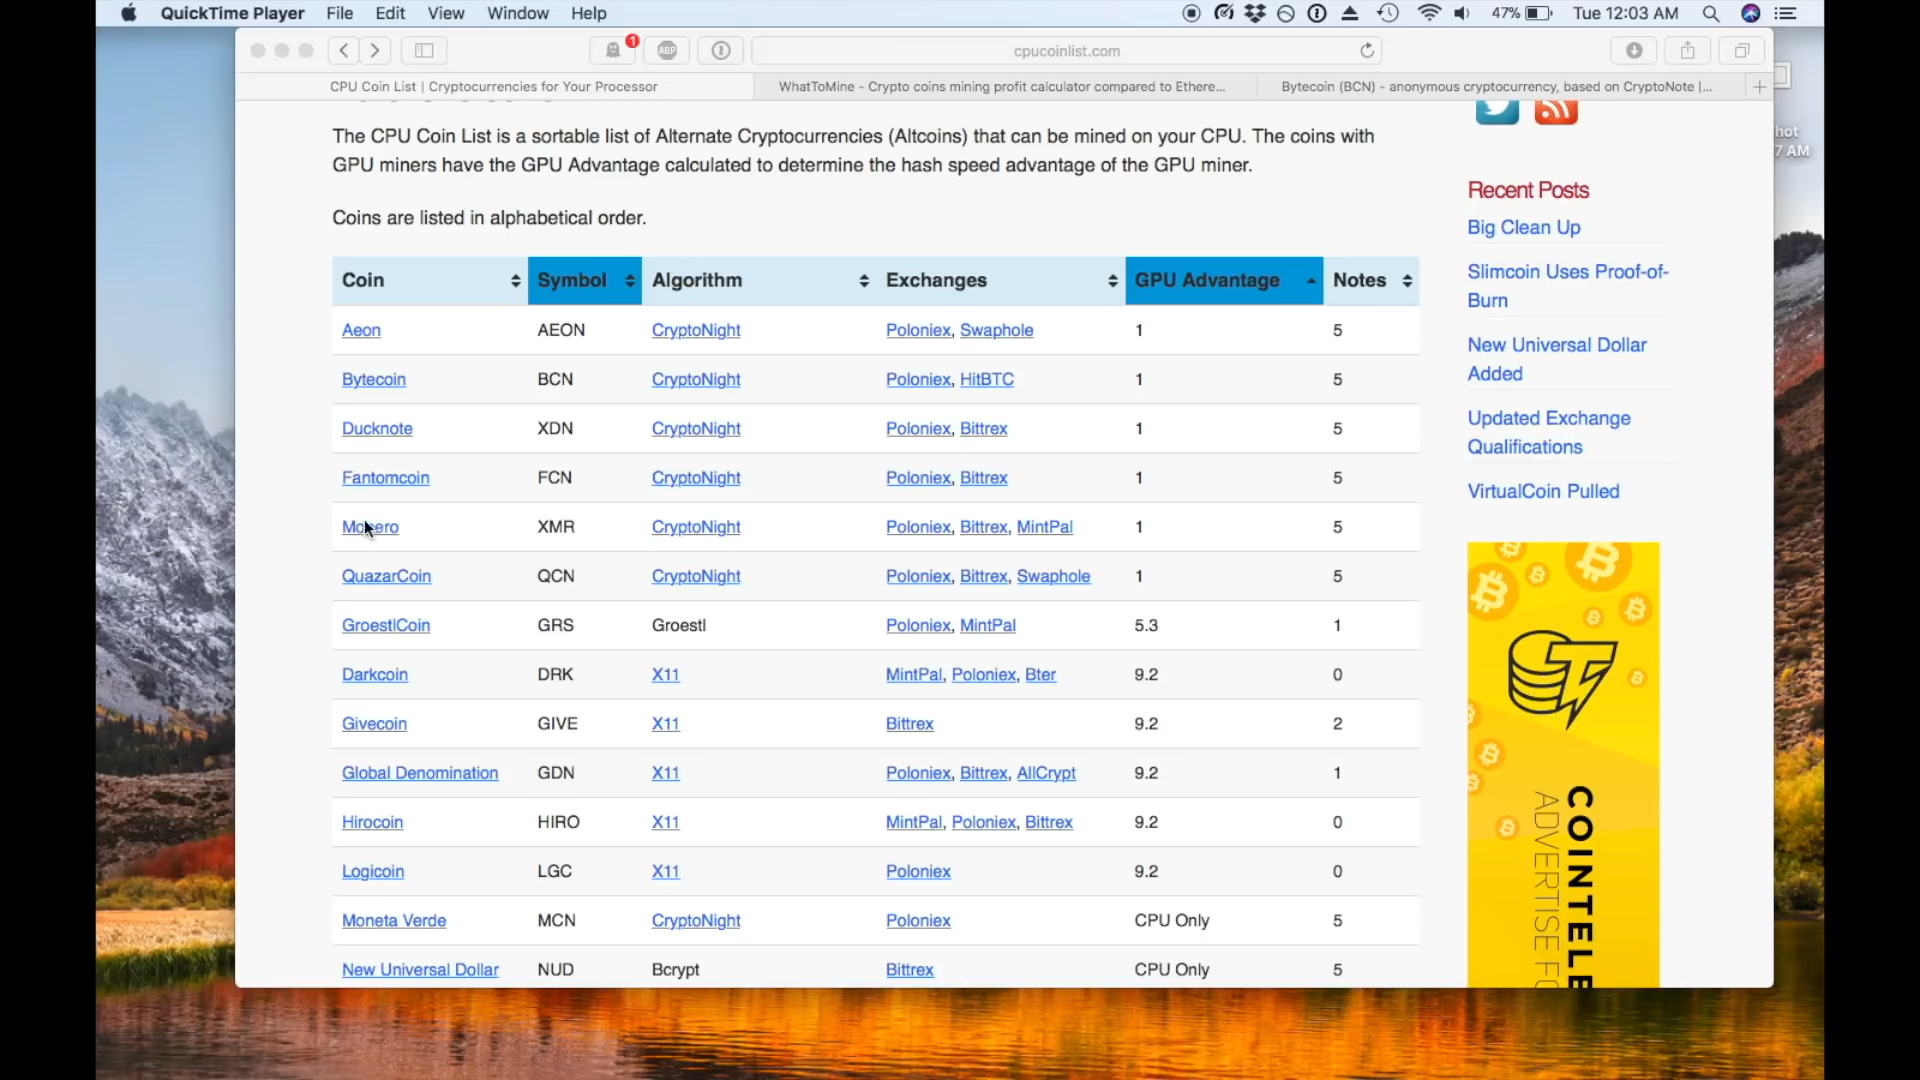 QuickTime Player File Edit View Window Help 47% Tue 12:03 AM
1 ABP cpucoinlist.com
CPU Coin List | Cryptocurrencies for Your Processor
WhatToMine - Crypto coins mining profit calculator compared to Ethere...
Bytecoin (BCN) - anonymous cryptocurrency, based on CryptoNote |...
The CPU Coin List is a sortable list of Alternate Cryptocurrencies (Altcoins) that can be mined on your CPU. The coins with
GPU miners have the GPU Advantage calculated to determine the hash speed advantage of the GPU miner.
Coins are listed in alphabetical order.
Coin Symbol Algorithm Exchanges GPU Advantage Notes
Aeon AEON CryptoNight Poloniex, Swaphole 1 5
Bytecoin BCN CryptoNight Poloniex, HitBTC 1 5
Ducknote XDN CryptoNight Poloniex, Bittrex 1 5
Fantomcoin FCN CryptoNight Poloniex, Bittrex 1 5
Monero XMR CryptoNight Poloniex, Bittrex, MintPal 1 5
QuazarCoin QCN CryptoNight Poloniex, Bittrex, Swaphole 1 5
GroestlCoin GRS Groestl Poloniex, MintPal 5.3 1
Darkcoin DRK X11 MintPal, Poloniex, Bter 9.2 0
Givecoin GIVE X11 Bittrex 9.2 2
Global Denomination GDN X11 Poloniex, Bittrex, AllCrypt 9.2 1
Hirocoin HIRO X11 MintPal, Poloniex, Bittrex 9.2 0
Logicoin LGC X11 Poloniex 9.2 0
Moneta Verde MCN CryptoNight Poloniex CPU Only 5
New Universal Dollar NUD Bcrypt Bittrex CPU Only 5
Recent Posts
Big Clean Up
Slimcoin Uses Proof-of-
Burn
New Universal Dollar
Added
Updated Exchange
Qualifications
VirtualCoin Pulled
COINTELE
ADVERTISE
hot
7 AM